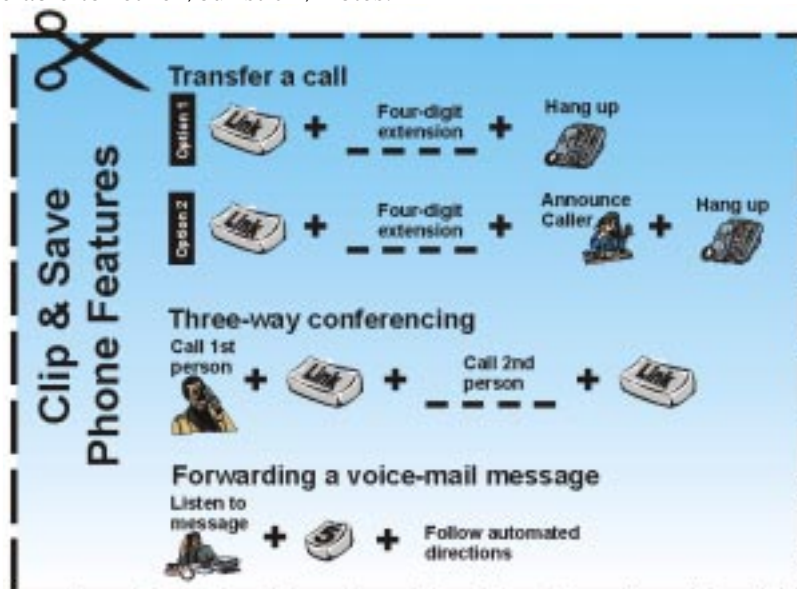 Clip & Save
Phone Features
Transfer a call
Option 1
Link
+
Four-digit
extension
+
Hang up
Option 2
Link
+
Four-digit
extension
+
Announce
Caller
+
Hang up
Three-way conferencing
Call 1st
person
+
Link
+
Call 2nd
person
+
Link
Forwarding a voice-mail message
Listen to
message
+
5
+
Follow automated
directions